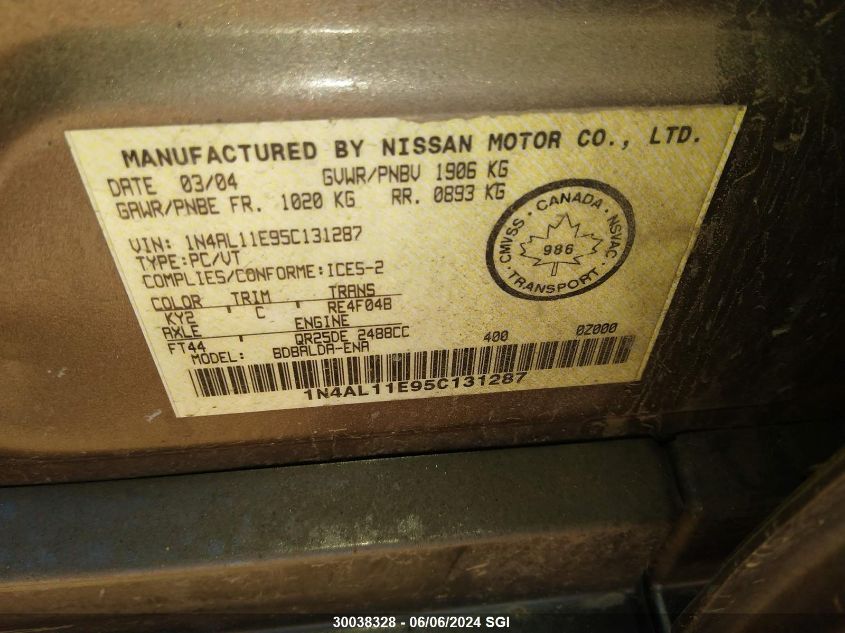 MANUFACTURED BY NISSAN MOTOR CO., LTD.
DATE 03/04 GVWR/PNBV 1906 KG
GAWR/PNBE FR. 1020 KG RR. 0893 KG
VIN: 1N4AL11E95C131287
TYPE:PC/VT
COMPLIES/CONFORME:ICES-2
COLOR TRIM TRANS
KY2 C RE4F04B
AXLE ENGINE
FT44 QR25DE 2488CC 400 0Z000
MODEL: BDBALDA-ENA
1N4AL11E95C131287
CMVSS · CANADA · NSVAC
986
· TRANSPORT ·
30038328 - 06/06/2024 SGI